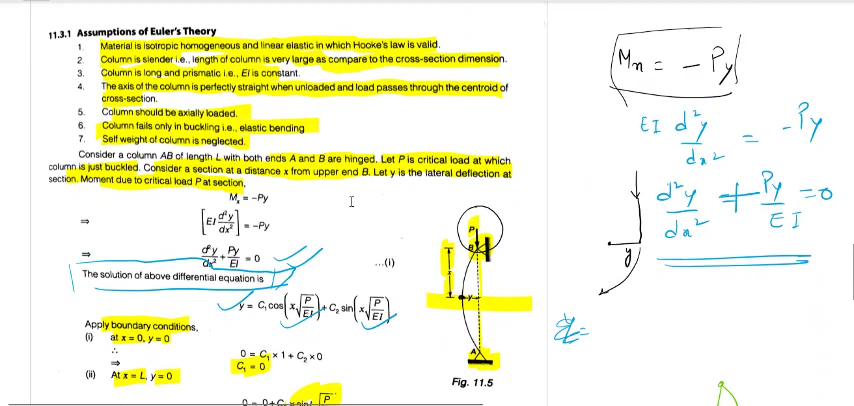 11.3.1 Assumptions of Euler's Theory
1. Material is isotropic homogeneous and linear elastic in which Hooke's law is valid.
2. Column is slender i.e., length of column is very large as compare to the cross-section dimension.
3. Column is long and prismatic i.e., EI is constant.
4. The axis of the column is perfectly straight when unloaded and load passes through the centroid of
cross-section.
5. Column should be axially loaded.
6. Column fails only in buckling i.e., elastic bending
7. Self weight of column is neglected.
Consider a column AB of length L with both ends A and B are hinged. Let P is critical load at which
column is just buckled. Consider a section at a distance x from upper end B. Let y is the lateral deflection at
section. Moment due to critical load P at section,
Mx = –Py
⇒ [EI d²y/dx²] = –Py
⇒ d²y/dx² + Py/EI = 0 ...(i)
The solution of above differential equation is
y = C₁ cos(x√(P/EI)) + C₂ sin(x√(P/EI))
Apply boundary conditions,
(i) at x = 0, y = 0
∴ 0 = C₁ × 1 + C₂ × 0
⇒ C₁ = 0
(ii) At x = L, y = 0
P
B
x
y
A
Fig. 11.5
Mx = - Py
EI d²y/dx² = -Py
d²y/dx² + Py/EI = 0
y